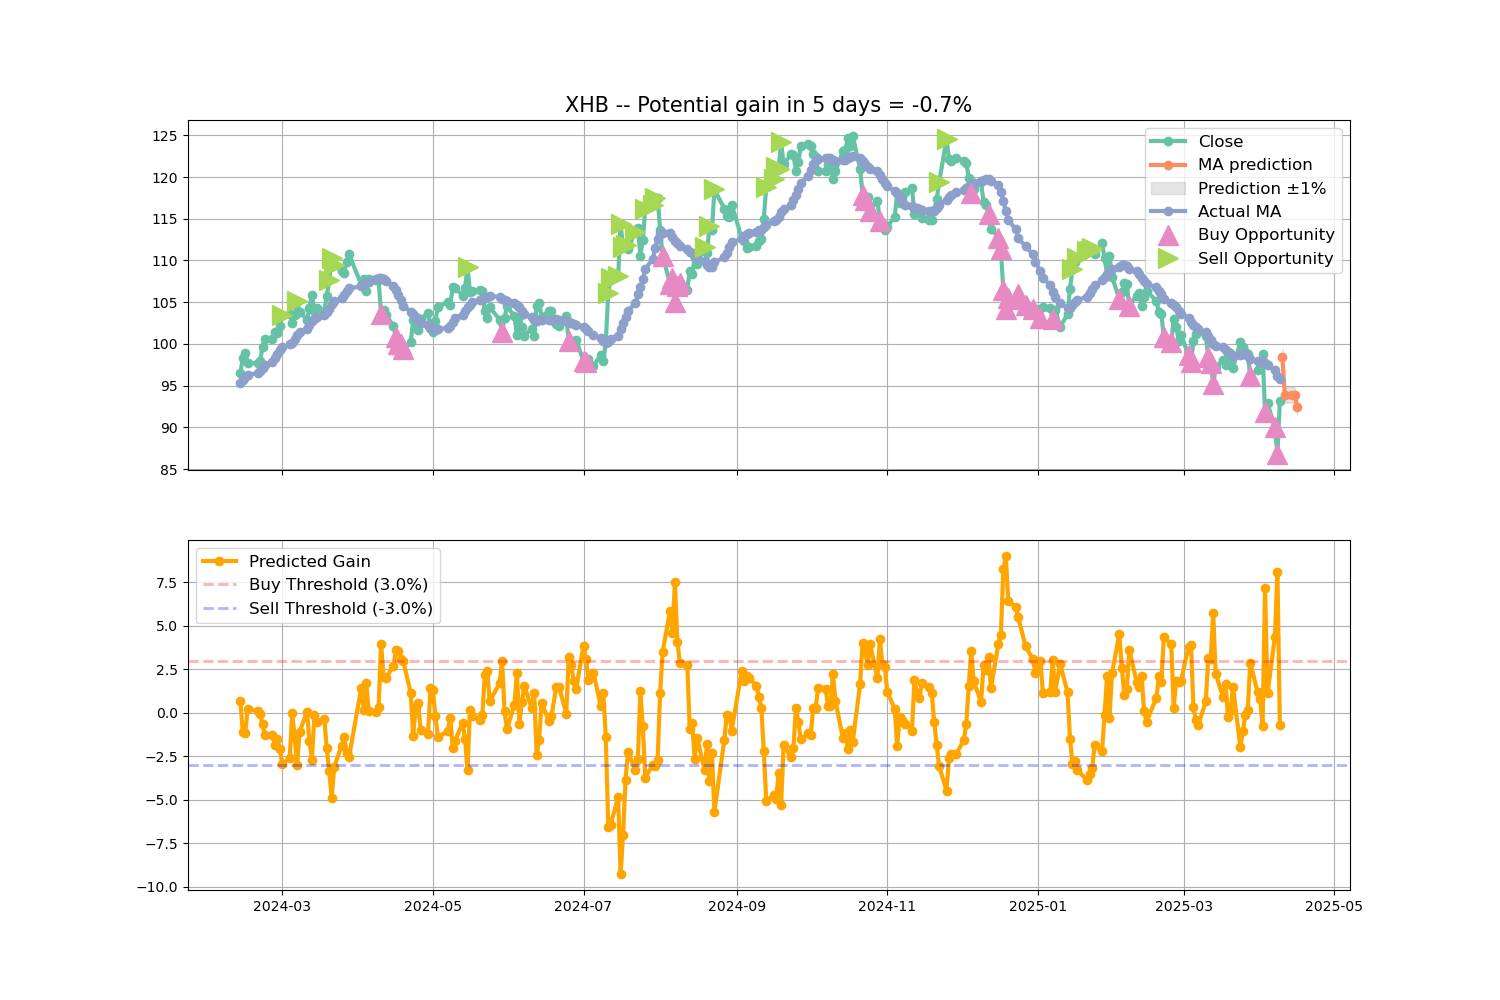 XHB -- Potential gain in 5 days = -0.7%
125
120
115
110
105
100
95
90
85
Close
MA prediction
Prediction ±1%
Actual MA
Buy Opportunity
Sell Opportunity
7.5
5.0
2.5
0.0
−2.5
−5.0
−7.5
−10.0
Predicted Gain
Buy Threshold (3.0%)
Sell Threshold (-3.0%)
2024-03
2024-05
2024-07
2024-09
2024-11
2025-01
2025-03
2025-05